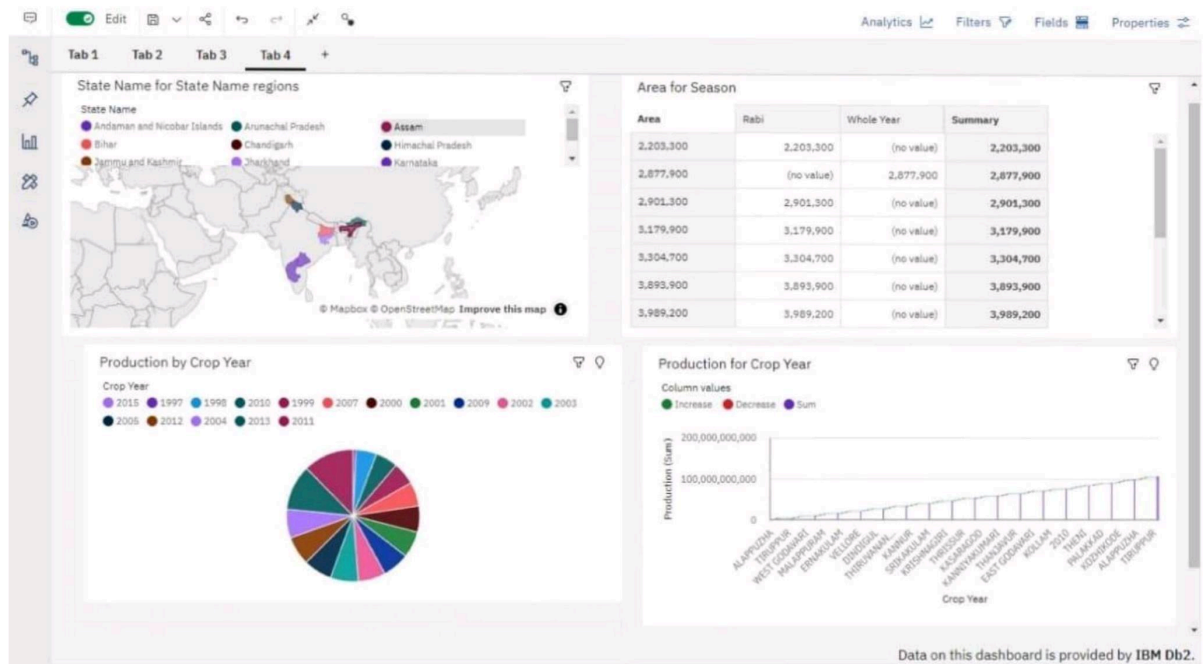 Edit
Analytics Filters Fields Properties
Tab 1 Tab 2 Tab 3 Tab 4 +
State Name for State Name regions
State Name
Andaman and Nicobar Islands Arunachal Pradesh Assam
Bihar Chandigarh Himachal Pradesh
Jammu and Kashmir Jharkhand Karnataka
© Mapbox © OpenStreetMap Improve this map
Area for Season
Area Rabi Whole Year Summary
2,203,300 2,203,300 (no value) 2,203,300
2,877,900 (no value) 2,877,900 2,877,900
2,901,300 2,901,300 (no value) 2,901,300
3,179,900 3,179,900 (no value) 3,179,900
3,304,700 3,304,700 (no value) 3,304,700
3,893,900 3,893,900 (no value) 3,893,900
3,989,200 3,989,200 (no value) 3,989,200
Production by Crop Year
Crop Year
2015 1997 1998 2010 1999 2007 2000 2001 2009 2002 2003
2012 2004 2013 2011
Production for Crop Year
Column values
Increase Decrease Sum
Production (Sum)
200,000,000,000
100,000,000,000
0
ALAPPUZHA
TIRUPPUR
WEST GODAVARI
MALAPPURAM
ERNAKULAM
VELLORE
DINDIGUL
THIRUVANAN...
KANNUR
SRIKAKULAM
KRISHNAGIRI
THRISSUR
KASARAGOD
KANNIYAKUMARI
THANJAVUR
EAST GODAVARI
KOLLAM
2010
THENI
PALAKKAD
KOZHIKODE
ALAPPUZHA
TIRUPPUR
Crop Year
Data on this dashboard is provided by IBM Db2.